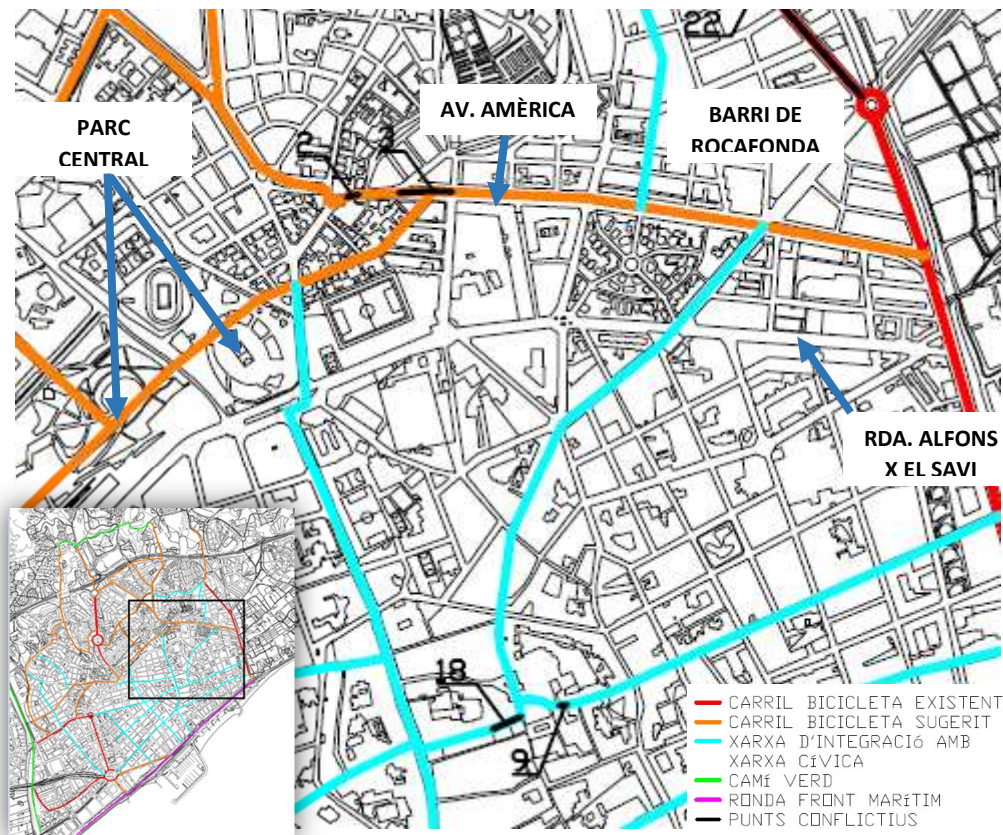 22
PARC
CENTRAL
AV. AMÈRICA
BARRI DE
ROCAFONDA
2
3
RDA. ALFONS
X EL SAVI
18
9
CARRIL BICICLETA EXISTENT
CARRIL BICICLETA SUGERIT
XARXA D'INTEGRACIÓ AMB
XARXA CÍVICA
CAMÍ VERD
RONDA FRONT MARÍTIM
PUNTS CONFLICTIUS